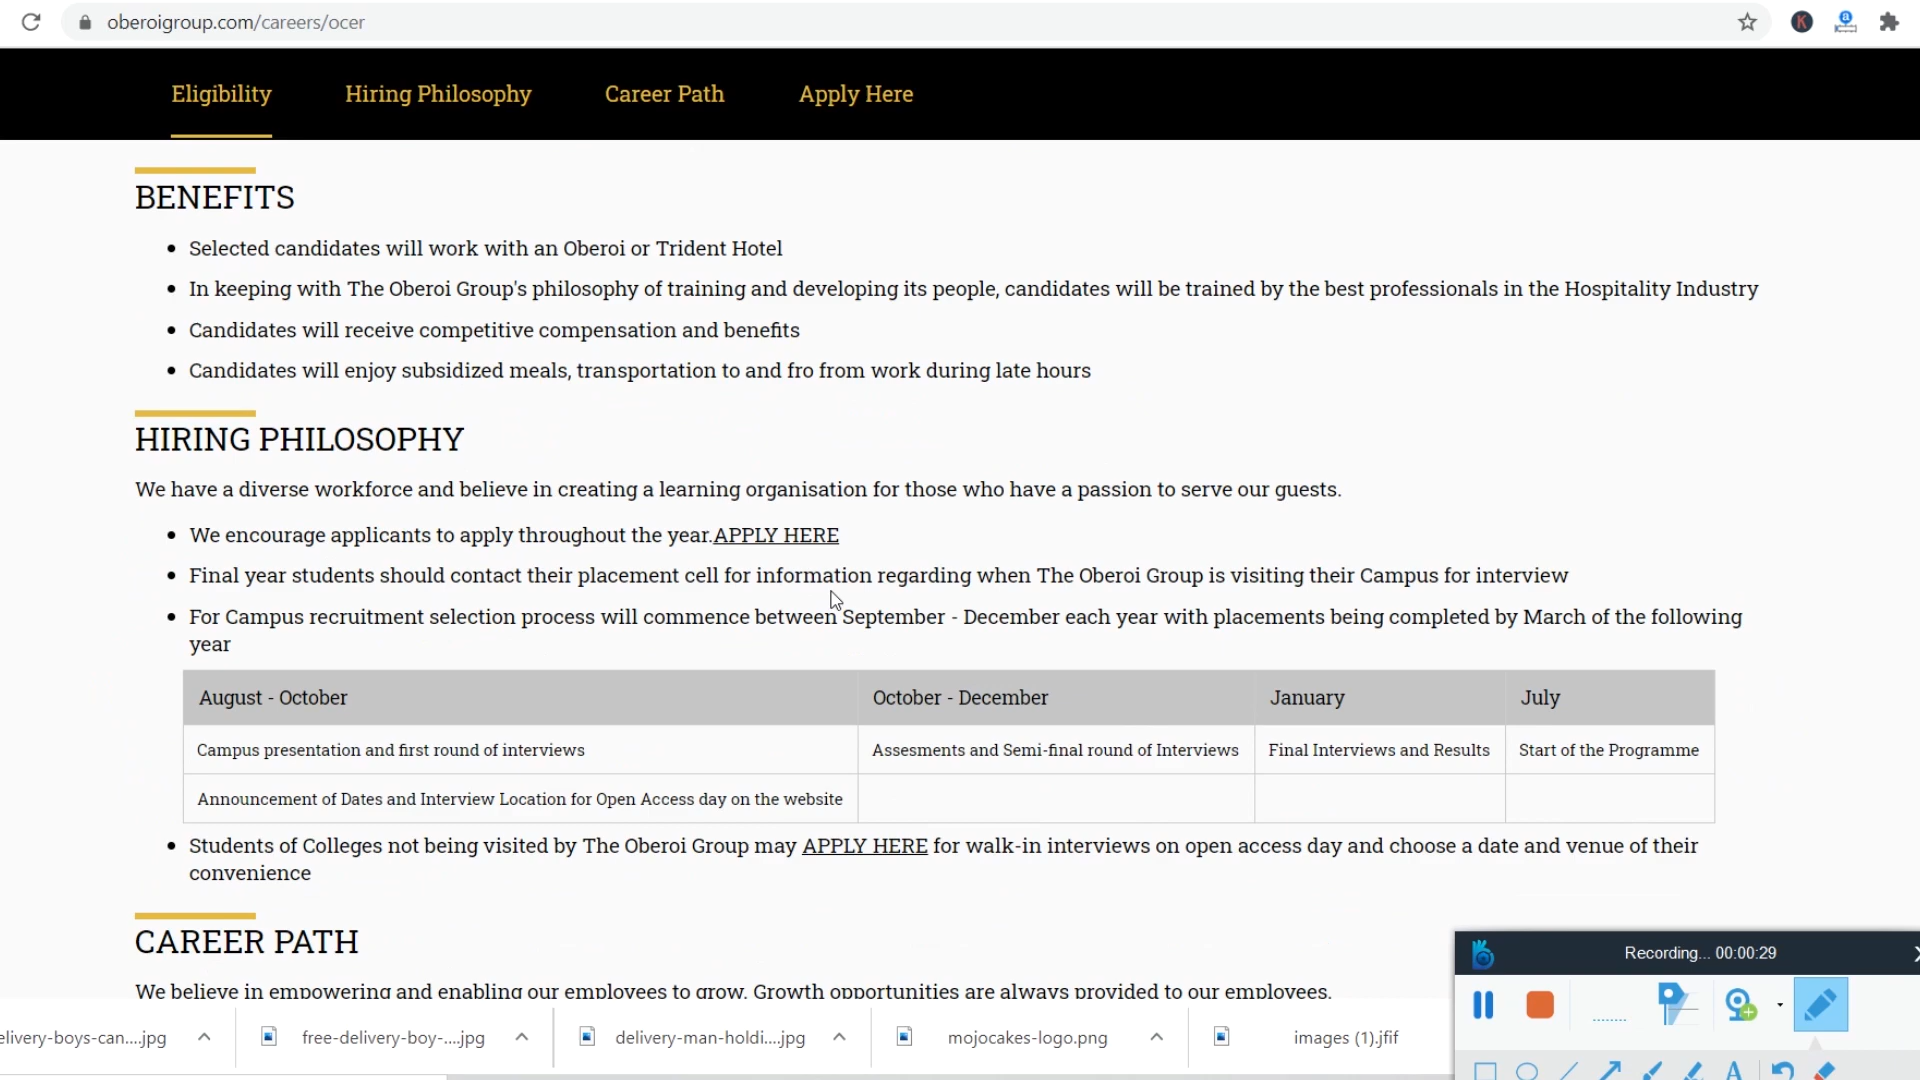 oberoigroup.com/careers/ocer
Eligibility
Hiring Philosophy
Career Path
Apply Here
BENEFITS
Selected candidates will work with an Oberoi or Trident Hotel
In keeping with The Oberoi Group's philosophy of training and developing its people, candidates will be trained by the best professionals in the Hospitality Industry
Candidates will receive competitive compensation and benefits
Candidates will enjoy subsidized meals, transportation to and fro from work during late hours
HIRING PHILOSOPHY
We have a diverse workforce and believe in creating a learning organisation for those who have a passion to serve our guests.
We encourage applicants to apply throughout the year.APPLY HERE
Final year students should contact their placement cell for information regarding when The Oberoi Group is visiting their Campus for interview
For Campus recruitment selection process will commence between September - December each year with placements being completed by March of the following
year
August - October
October - December
January
July
Campus presentation and first round of interviews
Assesments and Semi-final round of Interviews
Final Interviews and Results
Start of the Programme
Announcement of Dates and Interview Location for Open Access day on the website
Students of Colleges not being visited by The Oberoi Group may APPLY HERE for walk-in interviews on open access day and choose a date and venue of their
convenience
CAREER PATH
We believe in empowering and enabling our employees to grow. Growth opportunities are always provided to our employees.
Recording... 00:00:29
elivery-boys-can....jpg
free-delivery-boy-....jpg
delivery-man-holdi....jpg
mojocakes-logo.png
images (1).jfif